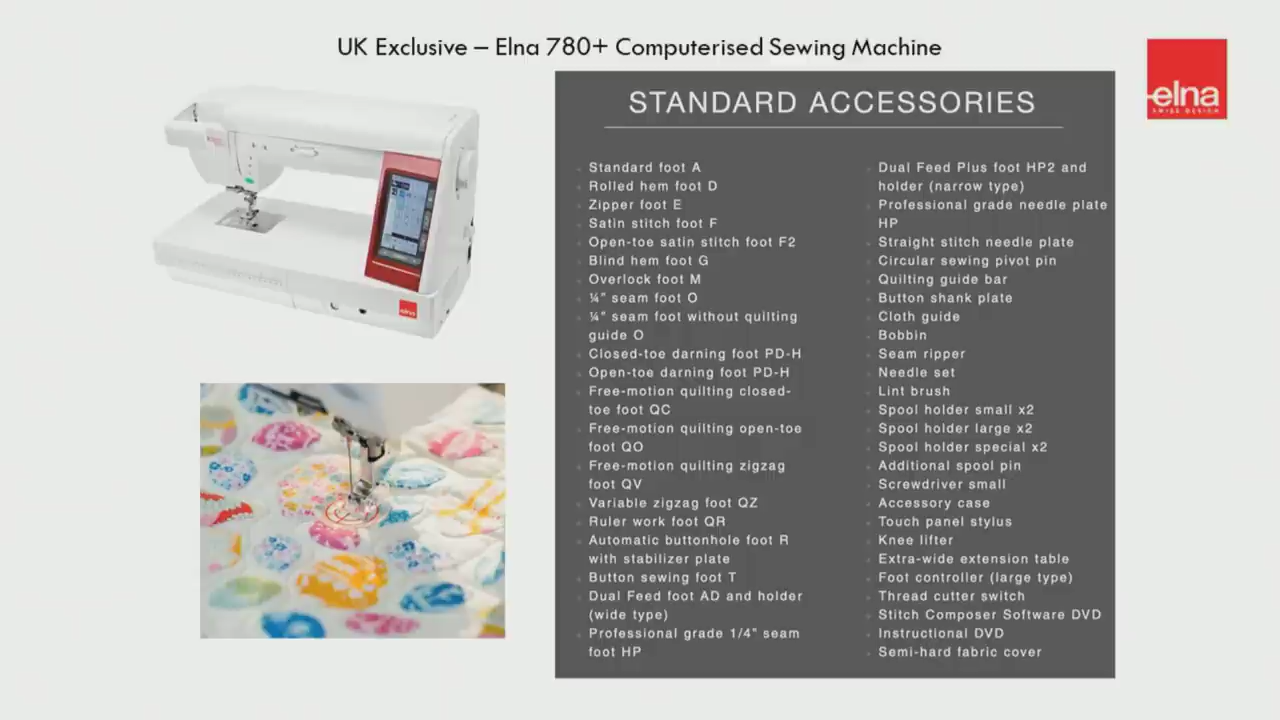 UK Exclusive – Elna 780+ Computerised Sewing Machine
elna
SWISS DESIGN
elna
STANDARD ACCESSORIES
Standard foot A
Rolled hem foot D
Zipper foot E
Satin stitch foot F
Open-toe satin stitch foot F2
Blind hem foot G
Overlock foot M
¼" seam foot O
¼" seam foot without quilting
guide O
Closed-toe darning foot PD-H
Open-toe darning foot PD-H
Free-motion quilting closed-
toe foot QC
Free-motion quilting open-toe
foot QO
Free-motion quilting zigzag
foot QV
Variable zigzag foot QZ
Ruler work foot QR
Automatic buttonhole foot R
with stabilizer plate
Button sewing foot T
Dual Feed foot AD and holder
(wide type)
Professional grade 1/4" seam
foot HP
Dual Feed Plus foot HP2 and
holder (narrow type)
Professional grade needle plate
HP
Straight stitch needle plate
Circular sewing pivot pin
Quilting guide bar
Button shank plate
Cloth guide
Bobbin
Seam ripper
Needle set
Lint brush
Spool holder small x2
Spool holder large x2
Spool holder special x2
Additional spool pin
Screwdriver small
Accessory case
Touch panel stylus
Knee lifter
Extra-wide extension table
Foot controller (large type)
Thread cutter switch
Stitch Composer Software DVD
Instructional DVD
Semi-hard fabric cover